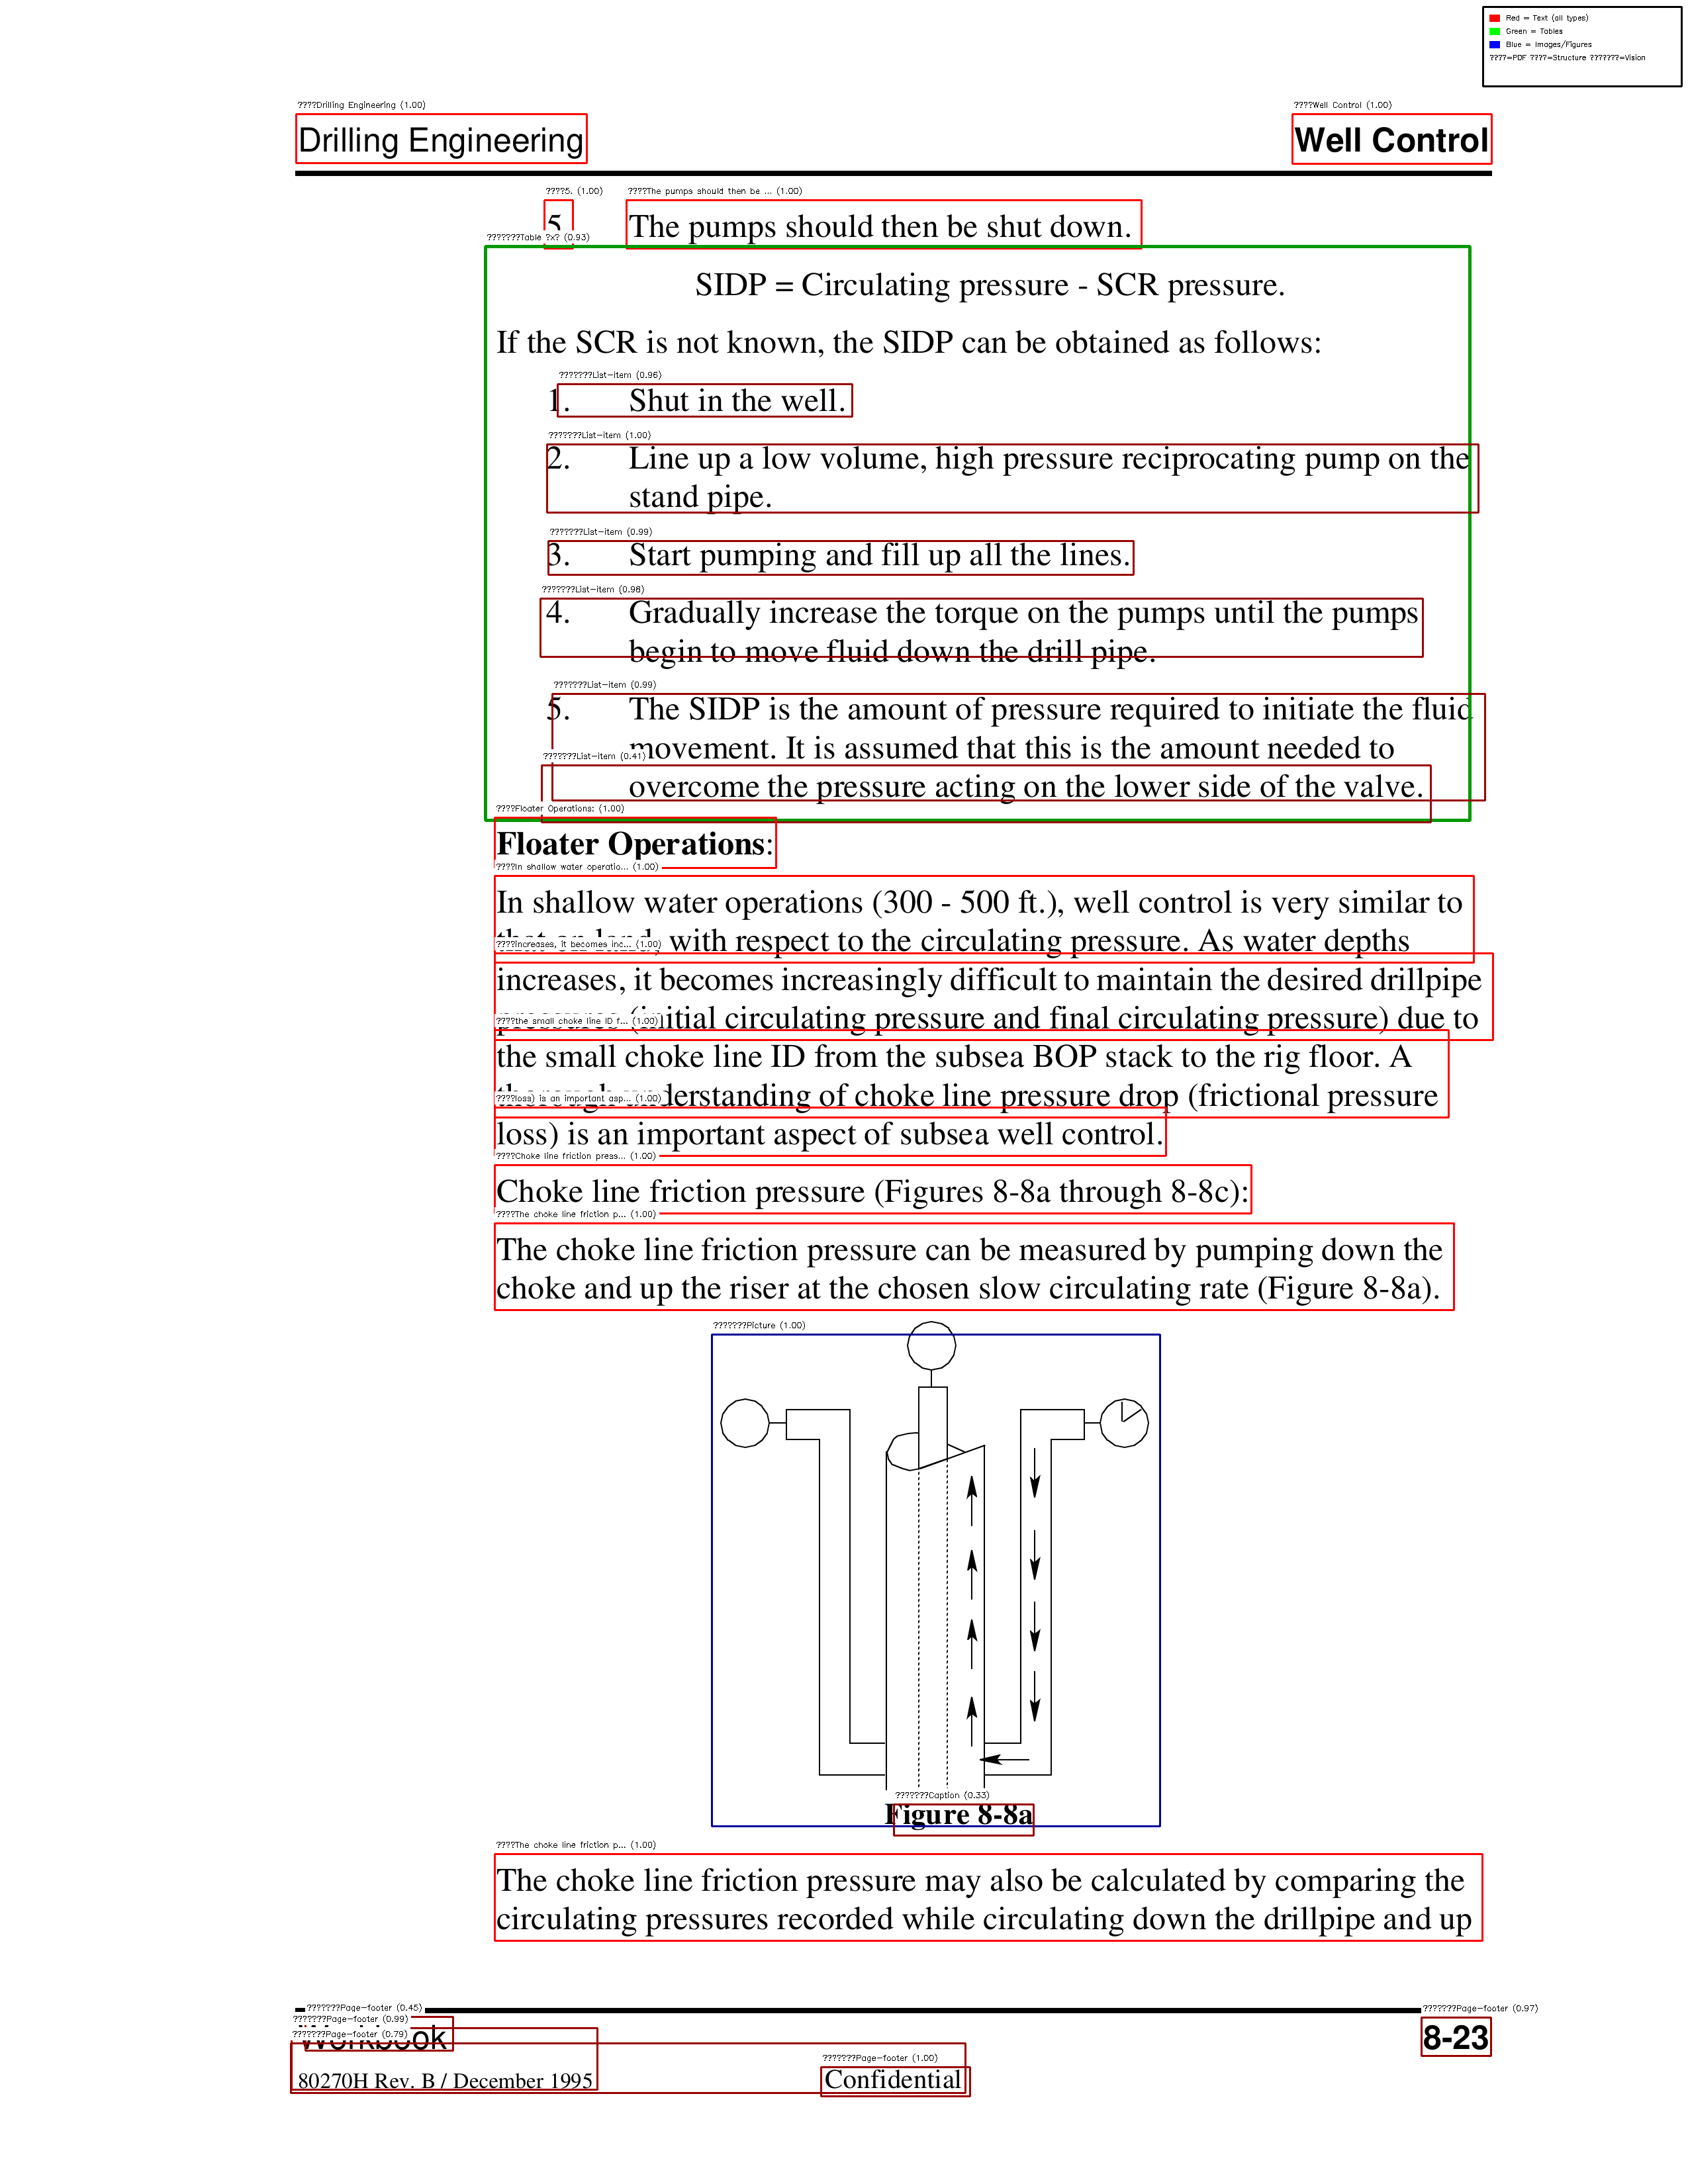 Red = Text (all types)
Green = Tables
Blue = Images/Figures
????=PDF ????=Structure ???????=Vision
????Drilling Engineering (1.00)
????Well Control (1.00)
Drilling Engineering
Well Control
????5. (1.00)
????The pumps should then be ... (1.00)
5
The pumps should then be shut down.
???????Table ?x? (0.93)
SIDP = Circulating pressure - SCR pressure.
If the SCR is not known, the SIDP can be obtained as follows:
???????List-item (0.96)
1. Shut in the well.
???????List-item (1.00)
2. Line up a low volume, high pressure reciprocating pump on the
stand pipe.
???????List-item (0.99)
3. Start pumping and fill up all the lines.
???????List-item (0.98)
4. Gradually increase the torque on the pumps until the pumps
begin to move fluid down the drill pipe.
???????List-item (0.99)
5. The SIDP is the amount of pressure required to initiate the fluid
movement. It is assumed that this is the amount needed to
???????List-item (0.41)
overcome the pressure acting on the lower side of the valve.
????Floater Operations: (1.00)
Floater Operations:
????In shallow water operatio... (1.00)
In shallow water operations (300 - 500 ft.), well control is very similar to
that on land, with respect to the circulating pressure. As water depths
????increases, it becomes inc... (1.00)
increases, it becomes increasingly difficult to maintain the desired drillpipe
pressures (initial circulating pressure and final circulating pressure) due to
????the small choke line ID f... (1.00)
the small choke line ID from the subsea BOP stack to the rig floor. A
thorough understanding of choke line pressure drop (frictional pressure
????loss) is an important asp... (1.00)
loss) is an important aspect of subsea well control.
????Choke line friction press... (1.00)
Choke line friction pressure (Figures 8-8a through 8-8c):
????The choke line friction p... (1.00)
The choke line friction pressure can be measured by pumping down the
choke and up the riser at the chosen slow circulating rate (Figure 8-8a).
???????Picture (1.00)
???????Caption (0.33)
Figure 8-8a
????The choke line friction p... (1.00)
The choke line friction pressure may also be calculated by comparing the
circulating pressures recorded while circulating down the drillpipe and up
???????Page-footer (0.45)
???????Page-footer (0.97)
???????Page-footer (0.99)
???????Page-footer (0.79)
Workbook
8-23
???????Page-footer (1.00)
80270H Rev. B / December 1995
Confidential